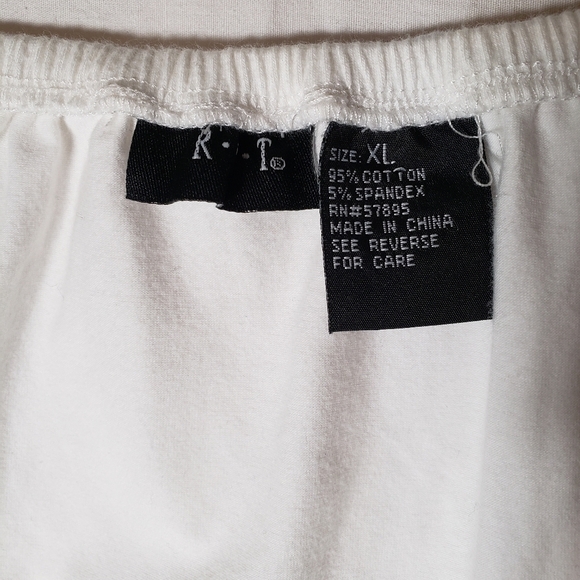 R . . T®
SIZE: XL
95% COTTON
5% SPANDEX
RN#57895
MADE IN CHINA
SEE REVERSE
FOR CARE